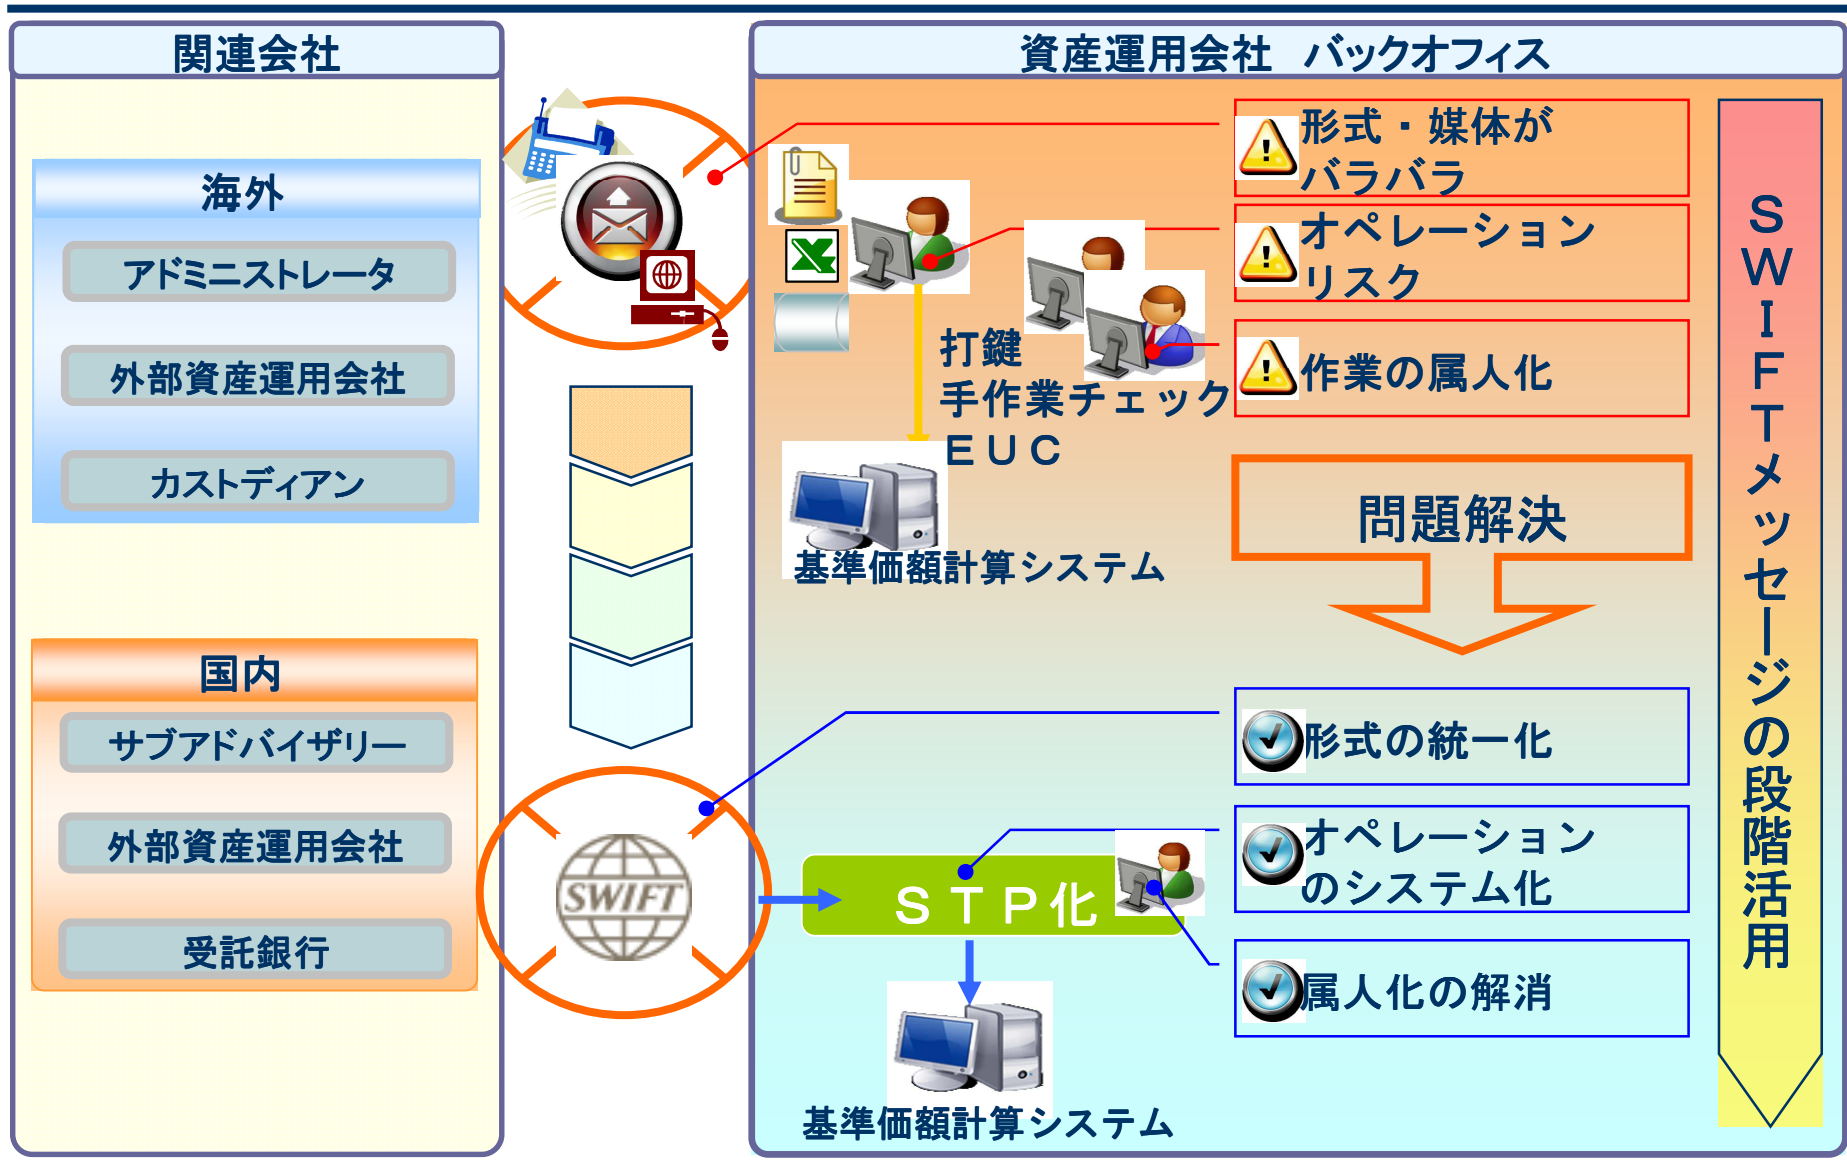 関連会社
海外
アドミニストレータ
外部資産運用会社
カストディアン
国内
サブアドバイザリー
外部資産運用会社
受託銀行
SWIFT
資産運用会社　バックオフィス
打鍵
手作業チェック
ＥＵＣ
基準価額計算システム
形式・媒体が
バラバラ
オペレーション
リスク
作業の属人化
問題解決
ＳＴＰ化
基準価額計算システム
形式の統一化
オペレーション
のシステム化
属人化の解消
ＳＷＩＦＴメッセージの段階活用